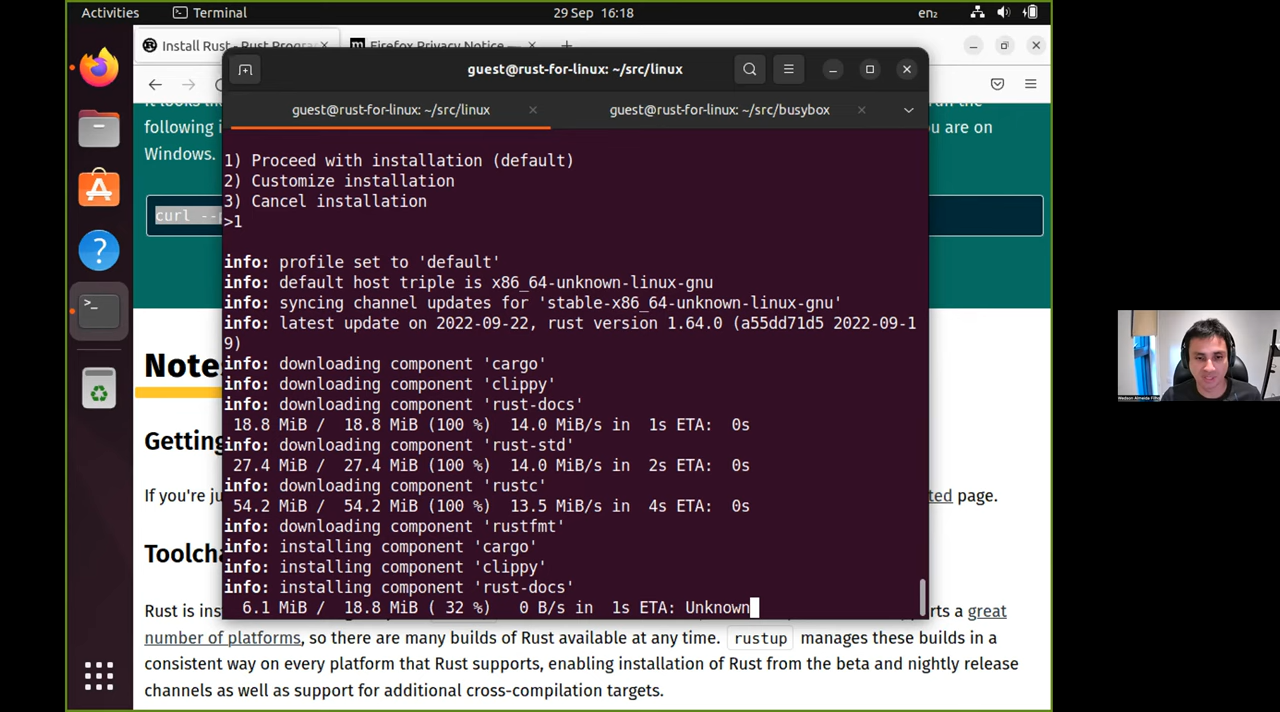 Activities
Terminal
29 Sep 16:18
en₂
Install Rust - Rust Progra
Firefox Privacy Notice —
guest@rust-for-linux: ~/src/linux
guest@rust-for-linux: ~/src/linux
guest@rust-for-linux: ~/src/busybox
following i
ou are on
Windows.
curl --p
1) Proceed with installation (default)
2) Customize installation
3) Cancel installation
>1
info: profile set to 'default'
info: default host triple is x86_64-unknown-linux-gnu
info: syncing channel updates for 'stable-x86_64-unknown-linux-gnu'
info: latest update on 2022-09-22, rust version 1.64.0 (a55dd71d5 2022-09-1
9)
info: downloading component 'cargo'
info: downloading component 'clippy'
info: downloading component 'rust-docs'
18.8 MiB / 18.8 MiB (100 %) 14.0 MiB/s in 1s ETA: 0s
info: downloading component 'rust-std'
27.4 MiB / 27.4 MiB (100 %) 14.0 MiB/s in 2s ETA: 0s
info: downloading component 'rustc'
54.2 MiB / 54.2 MiB (100 %) 13.5 MiB/s in 4s ETA: 0s
info: downloading component 'rustfmt'
info: installing component 'cargo'
info: installing component 'clippy'
info: installing component 'rust-docs'
6.1 MiB / 18.8 MiB ( 32 %) 0 B/s in 1s ETA: Unknown
Note
Getting
If you're ju
ted page.
Toolcha
Rust is ins
rts a great
number of platforms, so there are many builds of Rust available at any time. rustup manages these builds in a
consistent way on every platform that Rust supports, enabling installation of Rust from the beta and nightly release
channels as well as support for additional cross-compilation targets.
Wedson Almeida Filho